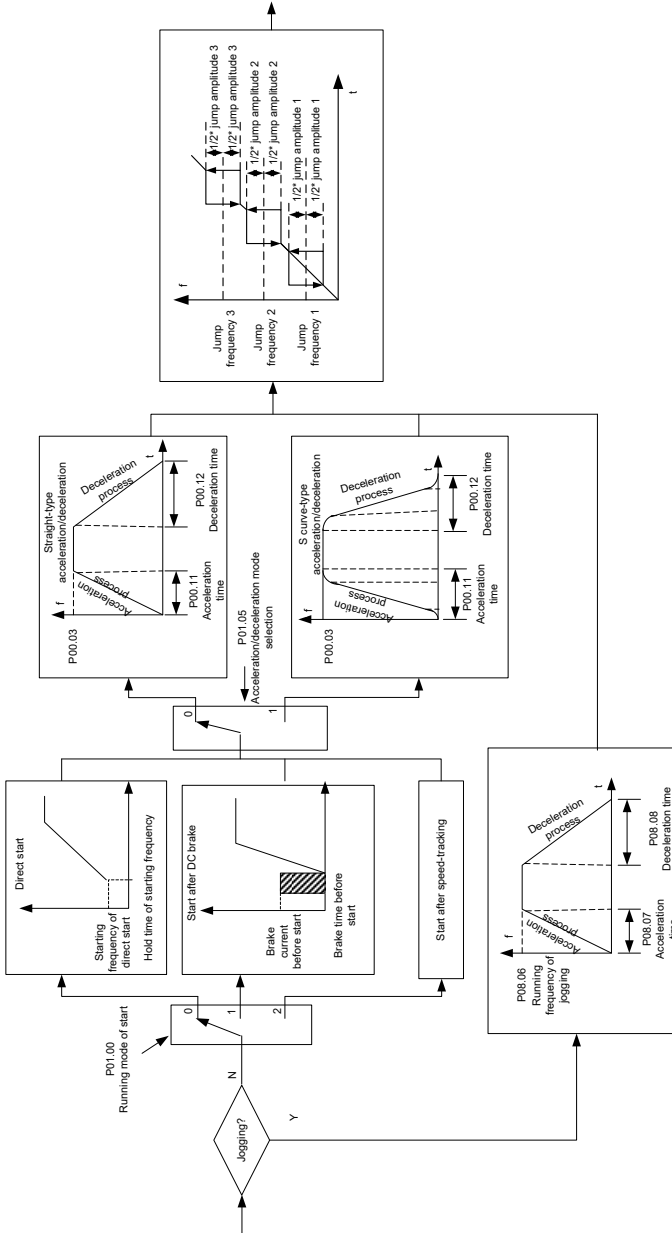 Jogging?
N
Y
P01.00
Running mode of start
0
1
2
Direct start
Starting
frequency of
direct start
Hold time of starting frequency
Start after DC brake
Brake
current
before start
Brake time before
start
Start after speed-tracking
P01.05
Acceleration/deceleration mode
selection
0
1
Straight-type
acceleration/deceleration
P00.03
f
Acceleration
process
Deceleration
process
t
P00.11
Acceleration
time
P00.12
Deceleration time
S curve-type
acceleration/deceleration
P00.03
f
Acceleration
process
Deceleration
process
t
P00.11
Acceleration
time
P00.12
Deceleration time
P08.06
Running
frequency of
jogging
f
Acceleration
process
Deceleration
process
t
P08.07
Acceleration
P08.08
Deceleration time
f
Jump
frequency 3
Jump
frequency 2
Jump
frequency 1
1/2* jump amplitude 3
1/2* jump amplitude 3
1/2* jump amplitude 2
1/2* jump amplitude 2
1/2* jump amplitude 1
1/2* jump amplitude 1
t